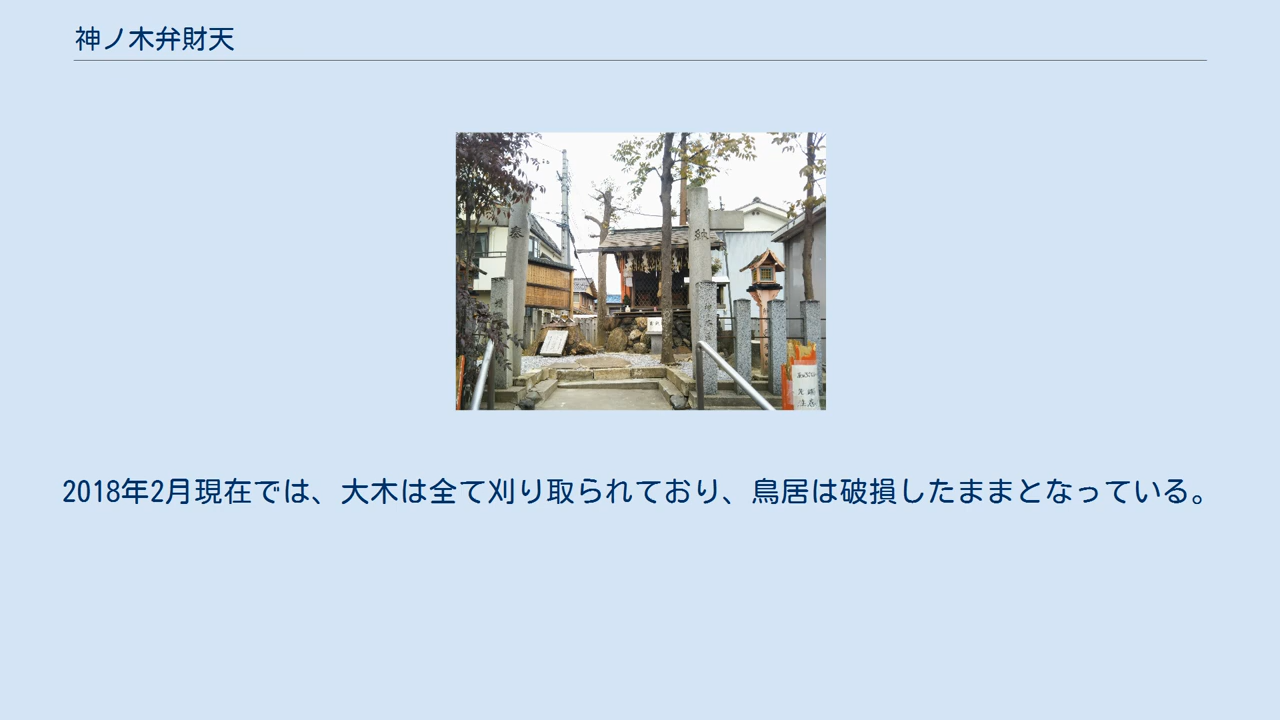 神ノ木弁財天
奉
納
2018年2月現在では、大木は全て刈り取られており、鳥居は破損したままとなっている。